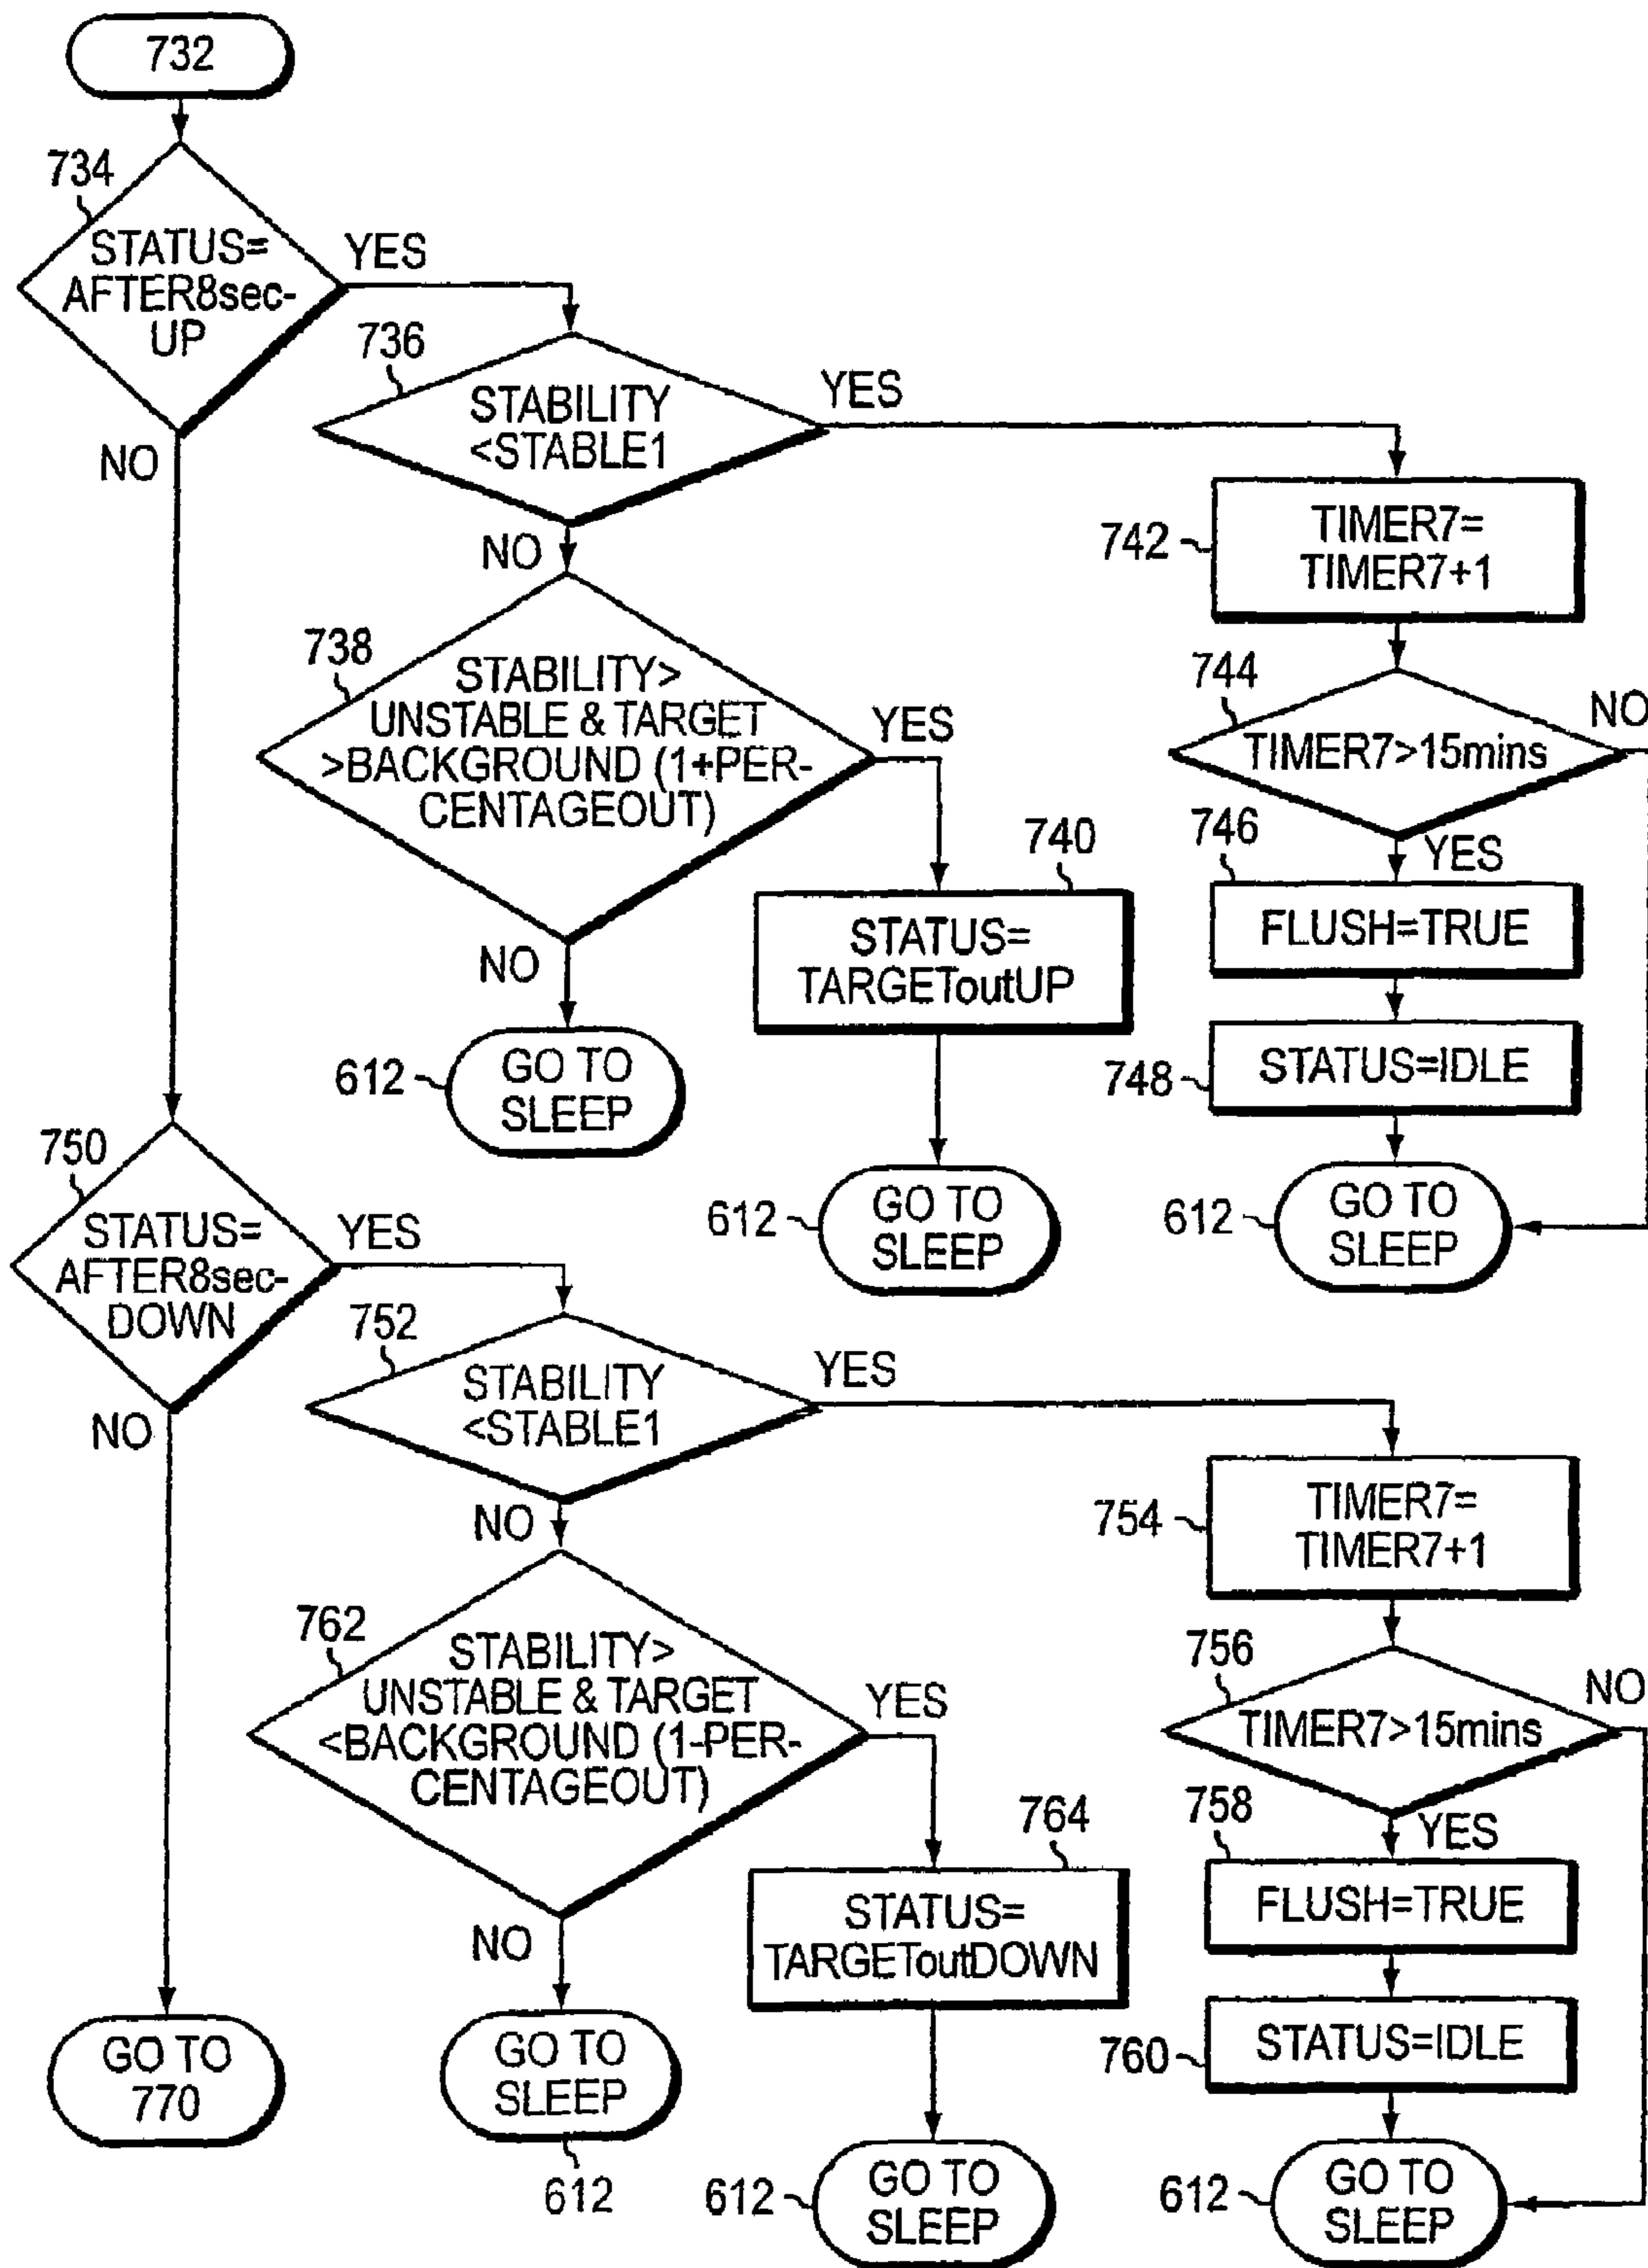 732
734
STATUS=
AFTER8sec-
UP
YES
NO
736
STABILITY
<STABLE1
YES
NO
742
TIMER7=
TIMER7+1
738
STABILITY>
UNSTABLE & TARGET
>BACKGROUND (1+PER-
CENTAGEOUT)
YES
NO
744
TIMER7>15mins
NO
YES
740
STATUS=
TARGEToutUP
746
FLUSH=TRUE
748
STATUS=IDLE
612
GO TO
SLEEP
612
GO TO
SLEEP
612
GO TO
SLEEP
750
STATUS=
AFTER8sec-
DOWN
YES
NO
752
STABILITY
<STABLE1
YES
NO
754
TIMER7=
TIMER7+1
762
STABILITY>
UNSTABLE & TARGET
<BACKGROUND (1-PER-
CENTAGEOUT)
YES
NO
756
TIMER7>15mins
NO
YES
764
STATUS=
TARGEToutDOWN
758
FLUSH=TRUE
760
STATUS=IDLE
GO TO
770
GO TO
SLEEP
612
612
GO TO
SLEEP
612
GO TO
SLEEP